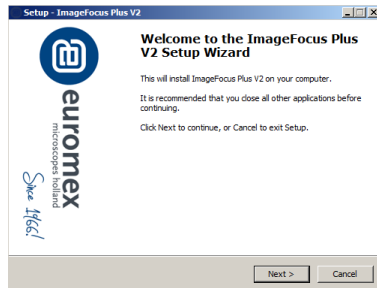 Setup - ImageFocus Plus V2
Welcome to the ImageFocus Plus
V2 Setup Wizard
This will install ImageFocus Plus V2 on your computer.
It is recommended that you close all other applications before
continuing.
Click Next to continue, or Cancel to exit Setup.
euromex
microscopes holland
Since 1966!
Next >
Cancel